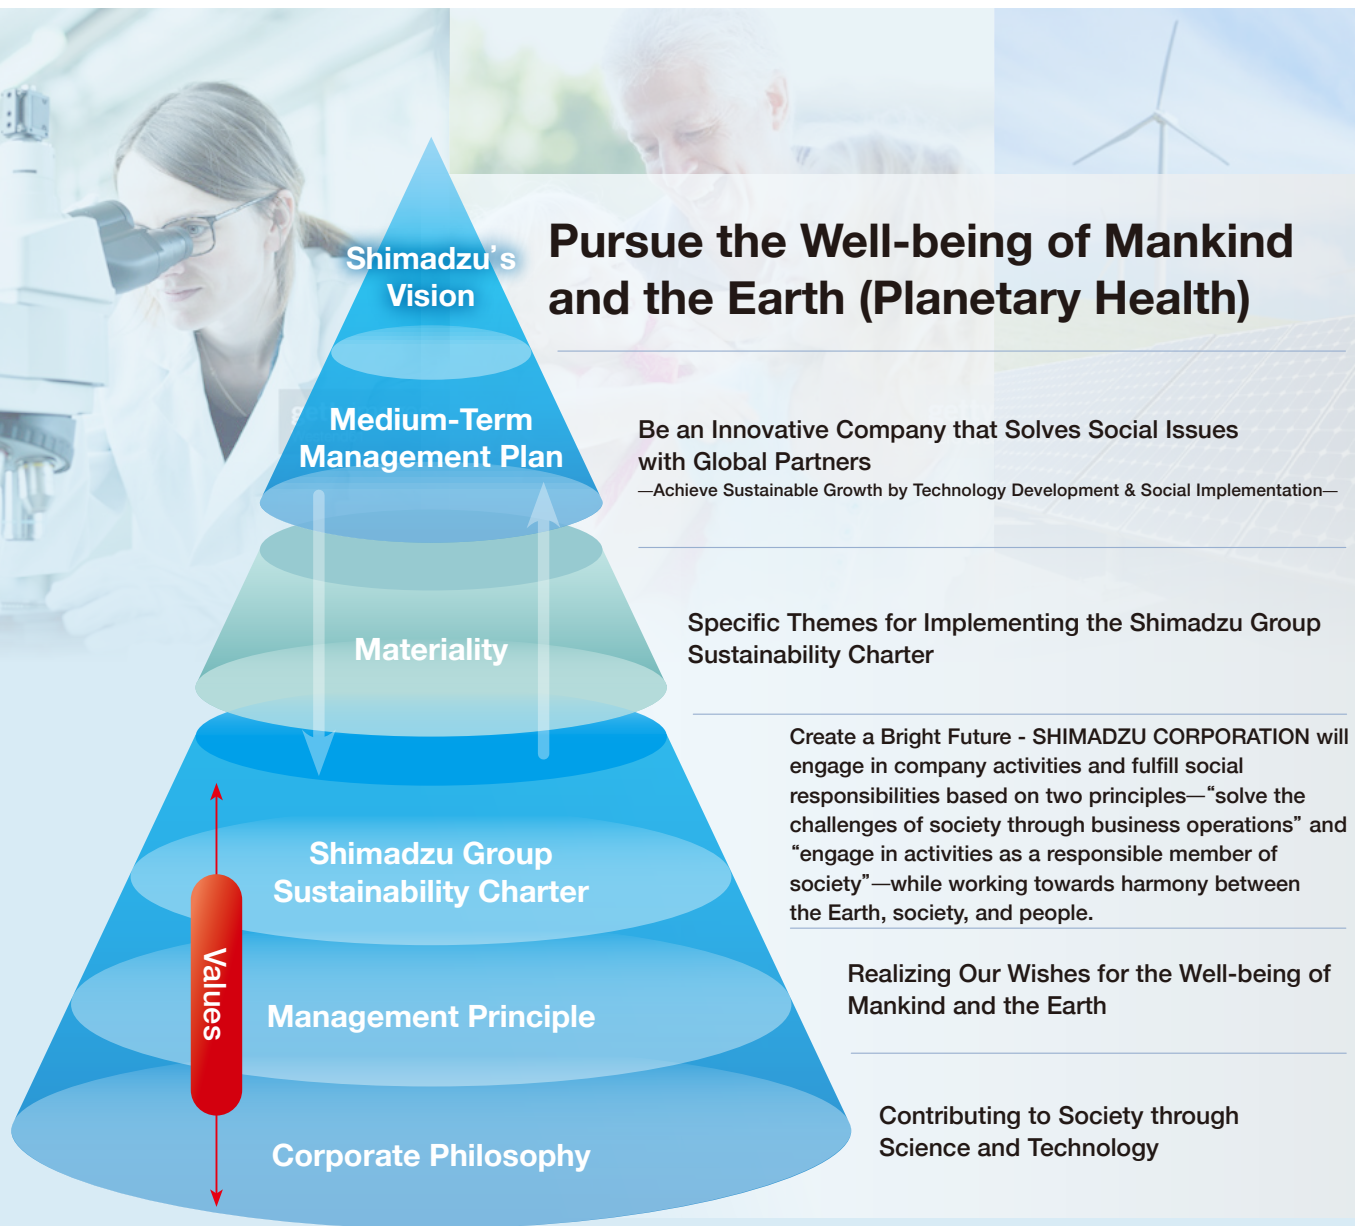 Shimadzu's
Vision
Pursue the Well-being of Mankind
and the Earth (Planetary Health)
Medium-Term
Management Plan
Be an Innovative Company that Solves Social Issues
with Global Partners
—Achieve Sustainable Growth by Technology Development & Social Implementation—
Materiality
Specific Themes for Implementing the Shimadzu Group
Sustainability Charter
Shimadzu Group
Sustainability Charter
Create a Bright Future - SHIMADZU CORPORATION will
engage in company activities and fulfill social
responsibilities based on two principles—“solve the
challenges of society through business operations” and
“engage in activities as a responsible member of
society”—while working towards harmony between
the Earth, society, and people.
Values
Management Principle
Realizing Our Wishes for the Well-being of
Mankind and the Earth
Corporate Philosophy
Contributing to Society through
Science and Technology